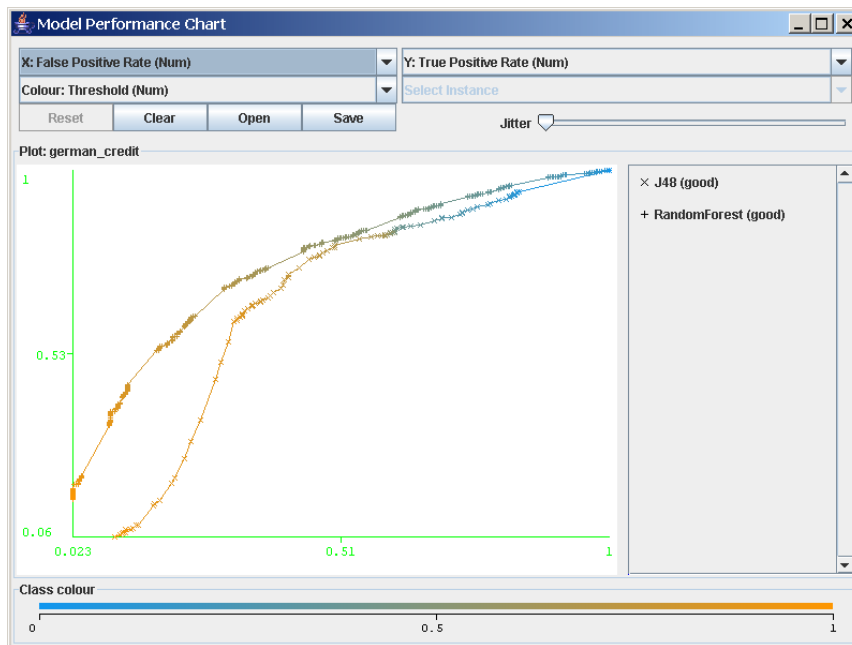 Model Performance Chart
X: False Positive Rate (Num)
Y: True Positive Rate (Num)
Colour: Threshold (Num)
Select Instance
Reset
Clear
Open
Save
Jitter
Plot: german_credit
1
0.53
0.06
0.023
0.51
1
× J48 (good)
+ RandomForest (good)
Class colour
0
0.5
1